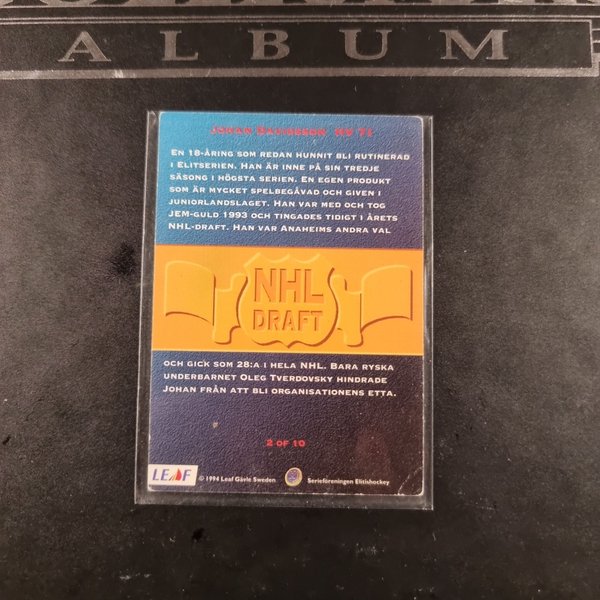 ALBUM
JOHAN DAVIDSSON HV 71
EN 18-ÅRING SOM REDAN HUNNIT BLI RUTINERAD
I ELITSERIEN. HAN ÄR INNE PÅ SIN TREDJE
SÄSONG I HÖGSTA SERIEN. EN EGEN PRODUKT
SOM ÄR MYCKET SPELBEGÅVAD OCH GIVEN I
JUNIORLANDSLAGET. HAN VAR MED OCH TOG
JEM-GULD 1993 OCH TINGADES TIDIGT I ÅRETS
NHL-DRAFT. HAN VAR ANAHEIMS ANDRA VAL
NHL
DRAFT
OCH GICK SOM 28:A I HELA NHL. BARA RYSKA
UNDERBARNET OLEG TVERDOVSKY HINDRADE
JOHAN FRÅN ATT BLI ORGANISATIONENS ETTA.
2 OF 10
LEAF © 1994 Leaf Gävle Sweden Serieföreningen Elitishockey